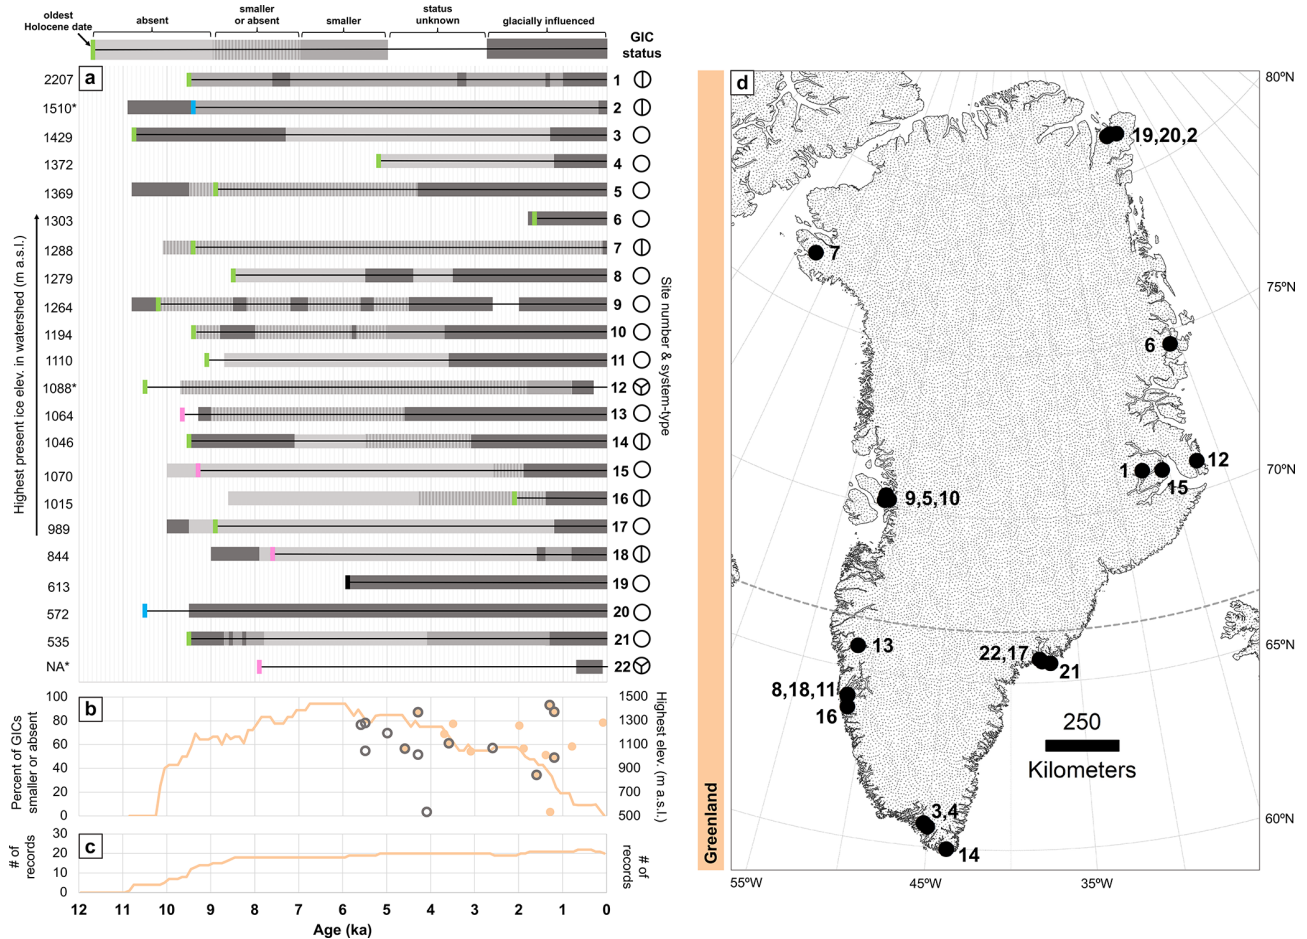 oldest
Holocene date
absent
smaller
or absent
smaller
status
unknown
glacially influenced
GIC
status
a
2207 1
1510* 2
1429 3
1372 4
1369 5
1303 6
1288 7
1279 8
1264 9
1194 10
1110 11
1088* 12
1064 13
1046 14
1070 15
1015 16
989 17
844 18
613 19
572 20
535 21
NA* 22
Highest present ice elev. in watershed (m a.s.l.)
Site number & system-type
b
Percent of GICs
smaller or absent
100
80
60
40
20
0
1500
1300
1100
900
700
500
Highest elev.
(m a.s.l.)
c
# of
records
30
20
10
0
# of
records
12 11 10 9 8 7 6 5 4 3 2 1 0
Age (ka)
Greenland
d
80ºN
75ºN
70ºN
65ºN
60ºN
19,20,2
7
6
12
1
15
9,5,10
13
22,17
21
8,18,11
16
3,4
14
250
Kilometers
55ºW
45ºW
35ºW